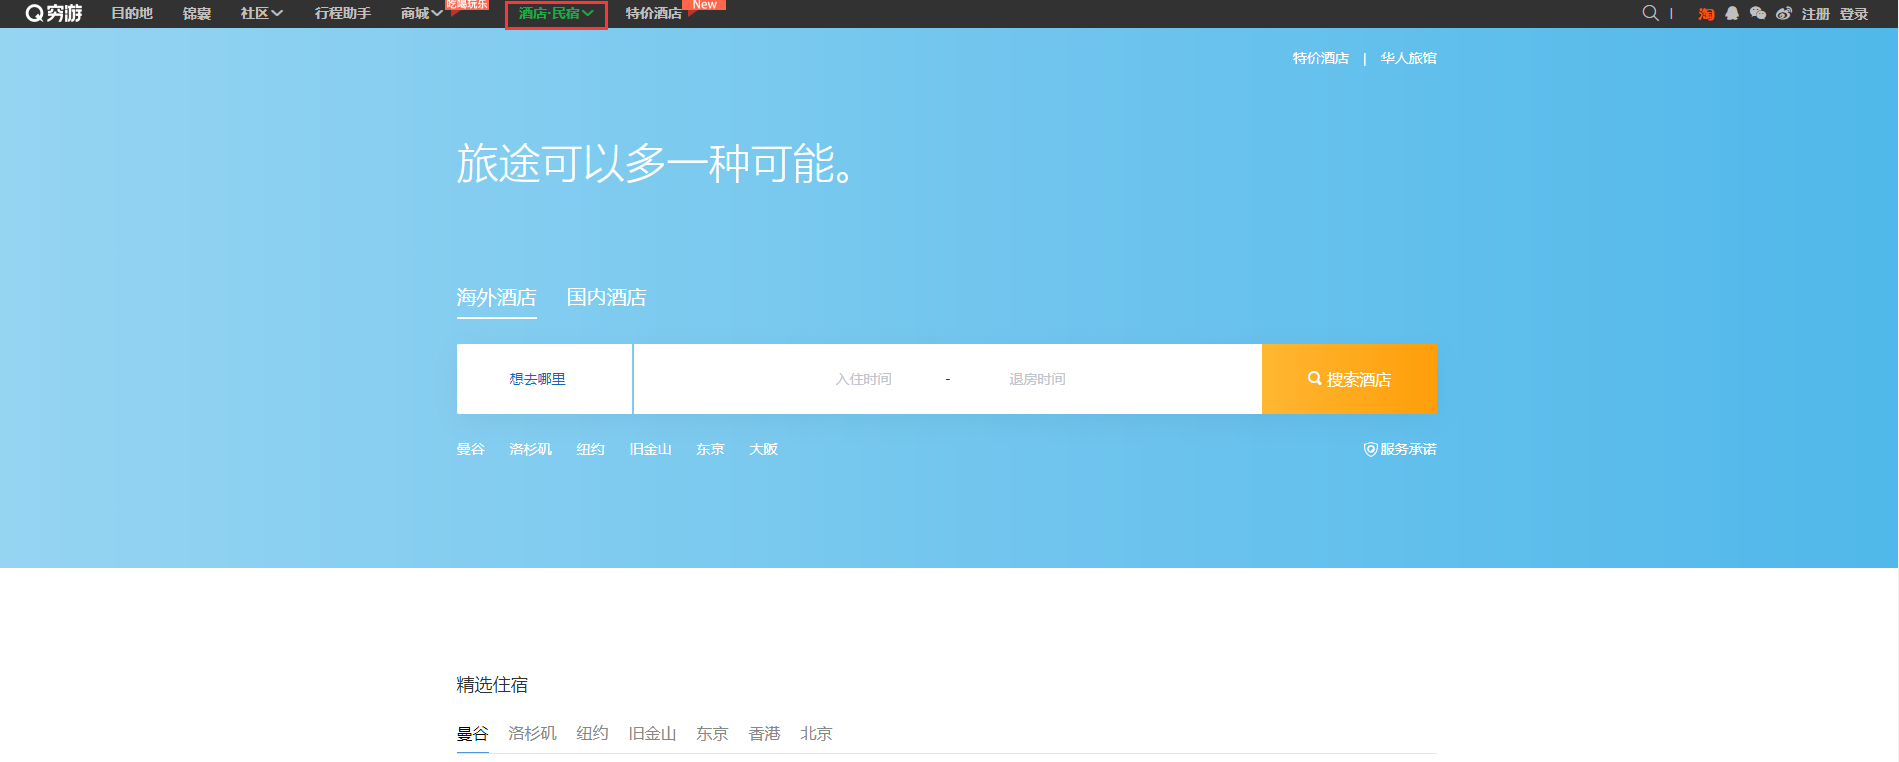 穷游 目的地 锦囊 社区 行程助手 商城 吃喝玩乐 酒店·民宿 特价酒店 New 淘 注册 登录
特价酒店 | 华人旅馆
旅途可以多一种可能。
海外酒店 国内酒店
想去哪里 入住时间 - 退房时间 搜索酒店
曼谷 洛杉矶 纽约 旧金山 东京 大阪 服务承诺
精选住宿
曼谷 洛杉矶 纽约 旧金山 东京 香港 北京